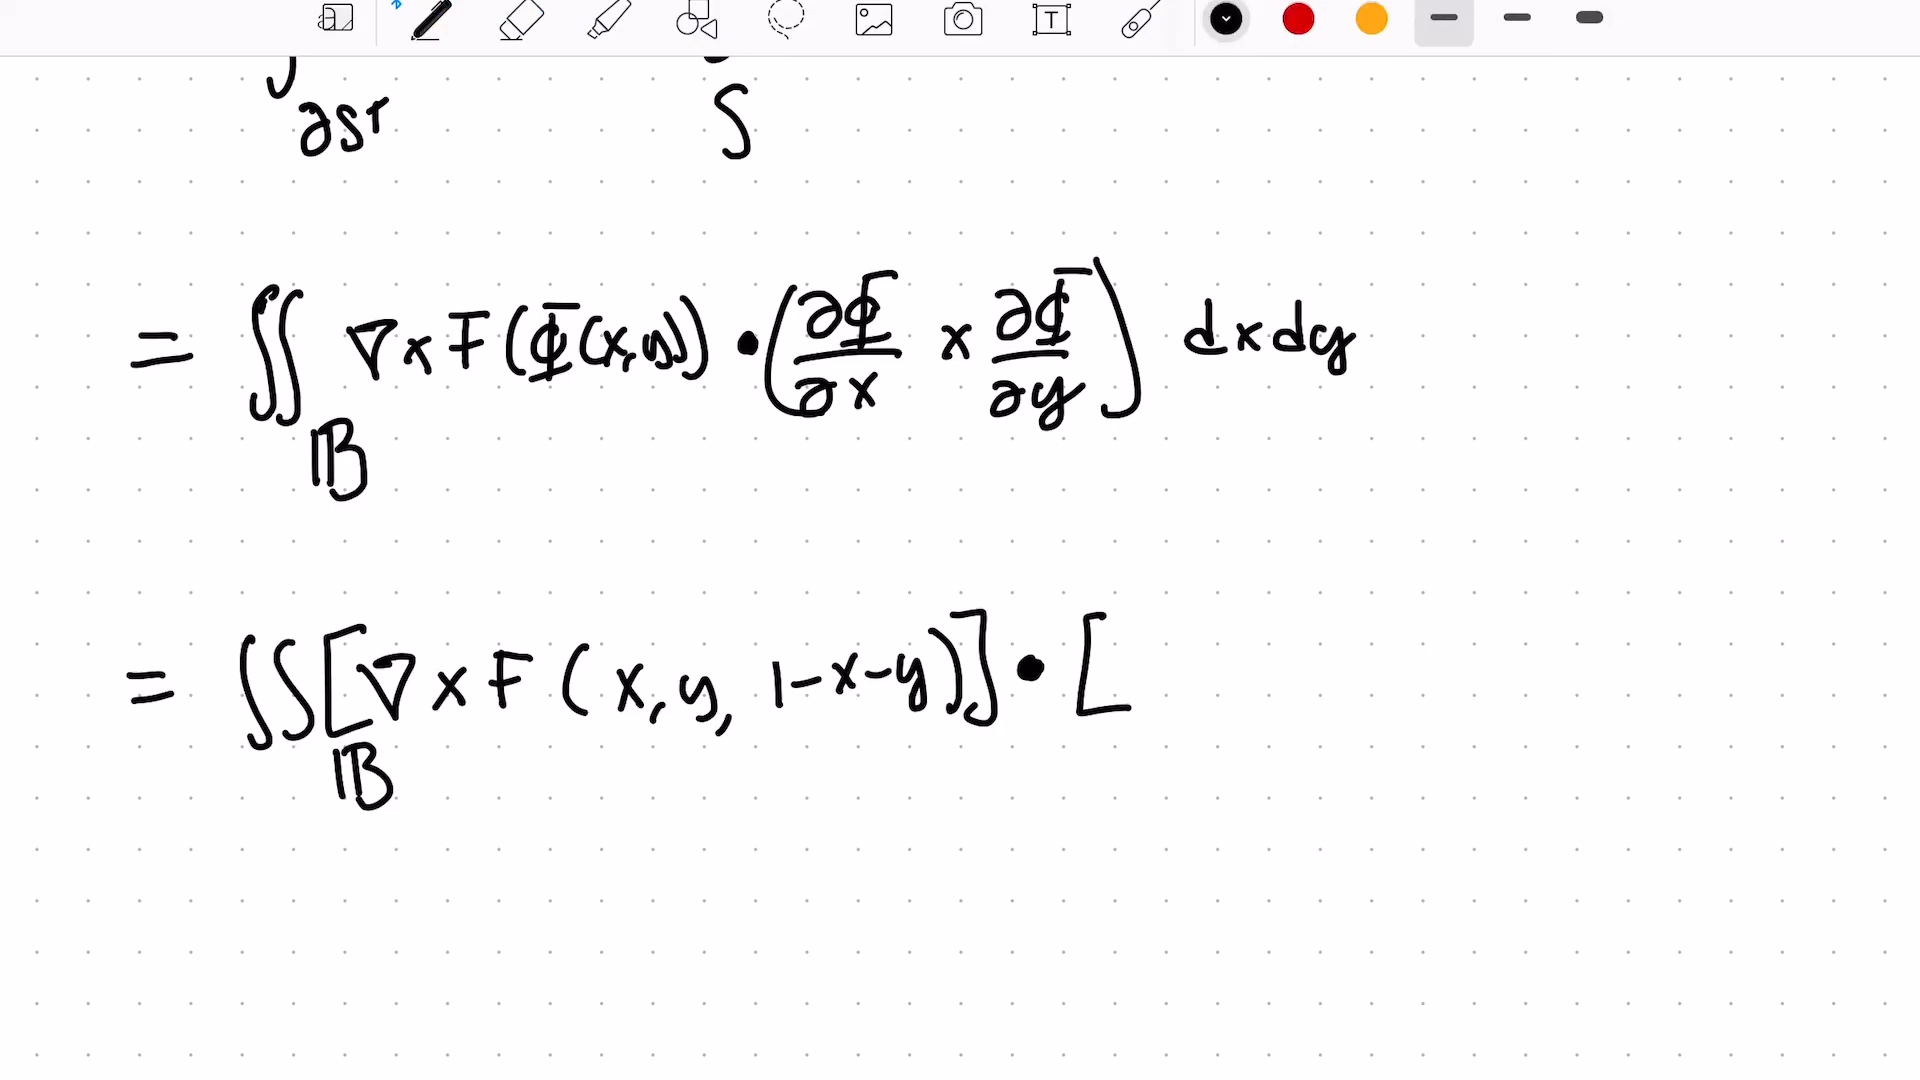 ∫ ∂S⁺ S
= ∬_𝔹 ∇×F(Φ(x,y)) • (∂Φ/∂x × ∂Φ/∂y) dxdy
= ∬_𝔹 [∇×F(x,y, 1-x-y)] • [